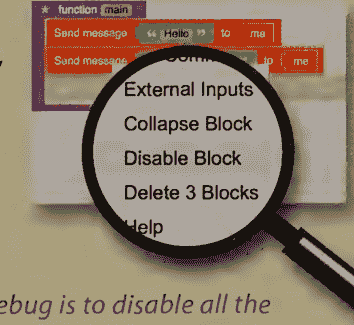 function main
Send message “ Hello ” to me
Send message to me
External Inputs
Collapse Block
Disable Block
Delete 3 Blocks
Help
ebug is to disable all the